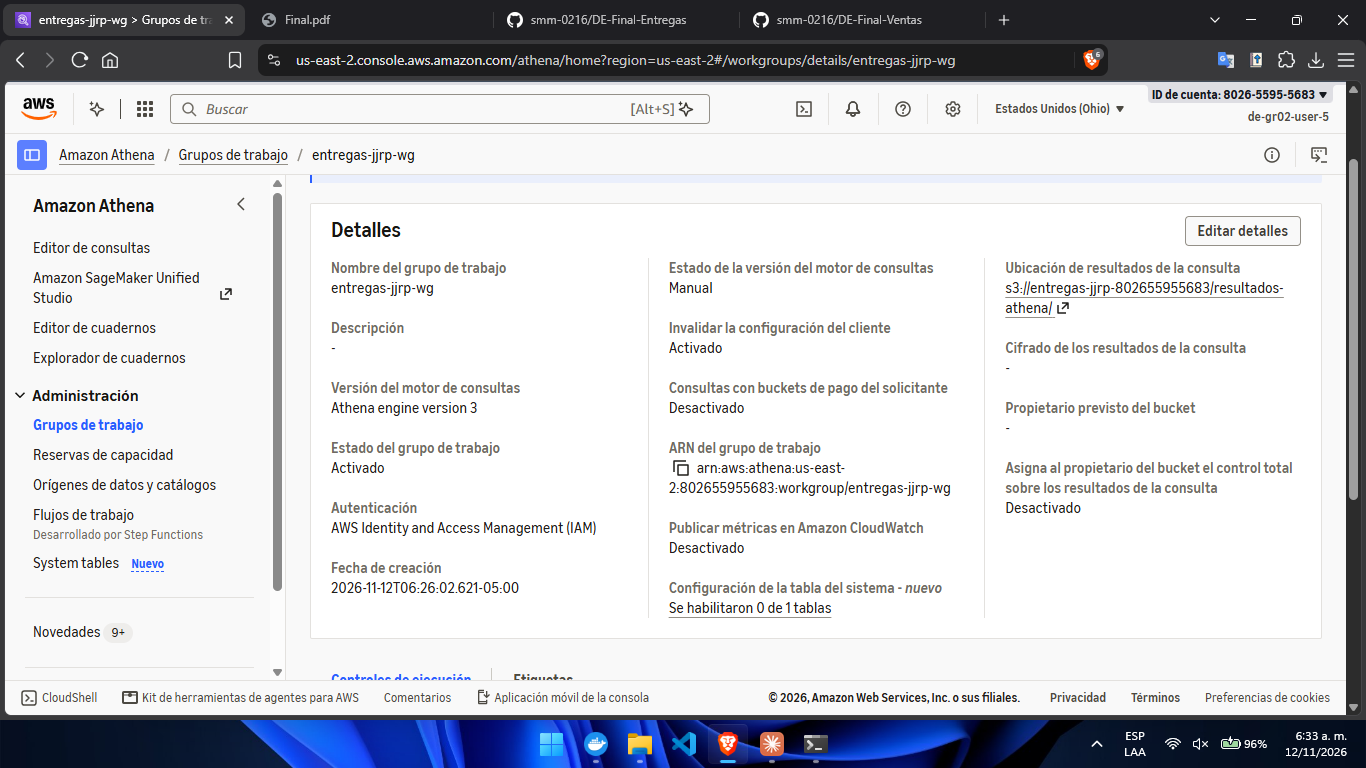 entregas-jjrp-wg > Grupos de tra
Final.pdf
smm-0216/DE-Final-Entregas
smm-0216/DE-Final-Ventas
us-east-2.console.aws.amazon.com/athena/home?region=us-east-2#/workgroups/details/entregas-jjrp-wg
6
aws
Buscar
[Alt+S]
Estados Unidos (Ohio)
ID de cuenta: 8026-5595-5683
de-gr02-user-5
Amazon Athena / Grupos de trabajo / entregas-jjrp-wg
Amazon Athena
Editor de consultas
Amazon SageMaker Unified
Studio
Editor de cuadernos
Explorador de cuadernos
Administración
Grupos de trabajo
Reservas de capacidad
Orígenes de datos y catálogos
Flujos de trabajo
Desarrollado por Step Functions
System tables Nuevo
Novedades 9+
Detalles
Editar detalles
Nombre del grupo de trabajo
entregas-jjrp-wg
Descripción
-
Versión del motor de consultas
Athena engine version 3
Estado del grupo de trabajo
Activado
Autenticación
AWS Identity and Access Management (IAM)
Fecha de creación
2026-11-12T06:26:02.621-05:00
Estado de la versión del motor de consultas
Manual
Invalidar la configuración del cliente
Activado
Consultas con buckets de pago del solicitante
Desactivado
ARN del grupo de trabajo
arn:aws:athena:us-east-
2:802655955683:workgroup/entregas-jjrp-wg
Publicar métricas en Amazon CloudWatch
Desactivado
Configuración de la tabla del sistema - nuevo
Se habilitaron 0 de 1 tablas
Ubicación de resultados de la consulta
s3://entregas-jjrp-802655955683/resultados-
athena/
Cifrado de los resultados de la consulta
-
Propietario previsto del bucket
-
Asigna al propietario del bucket el control total
sobre los resultados de la consulta
Desactivado
Controles de ejecución
Etiquetas
CloudShell
Kit de herramientas de agentes para AWS
Comentarios
Aplicación móvil de la consola
© 2026, Amazon Web Services, Inc. o sus filiales.
Privacidad
Términos
Preferencias de cookies
ESP
LAA
96%
6:33 a. m.
12/11/2026